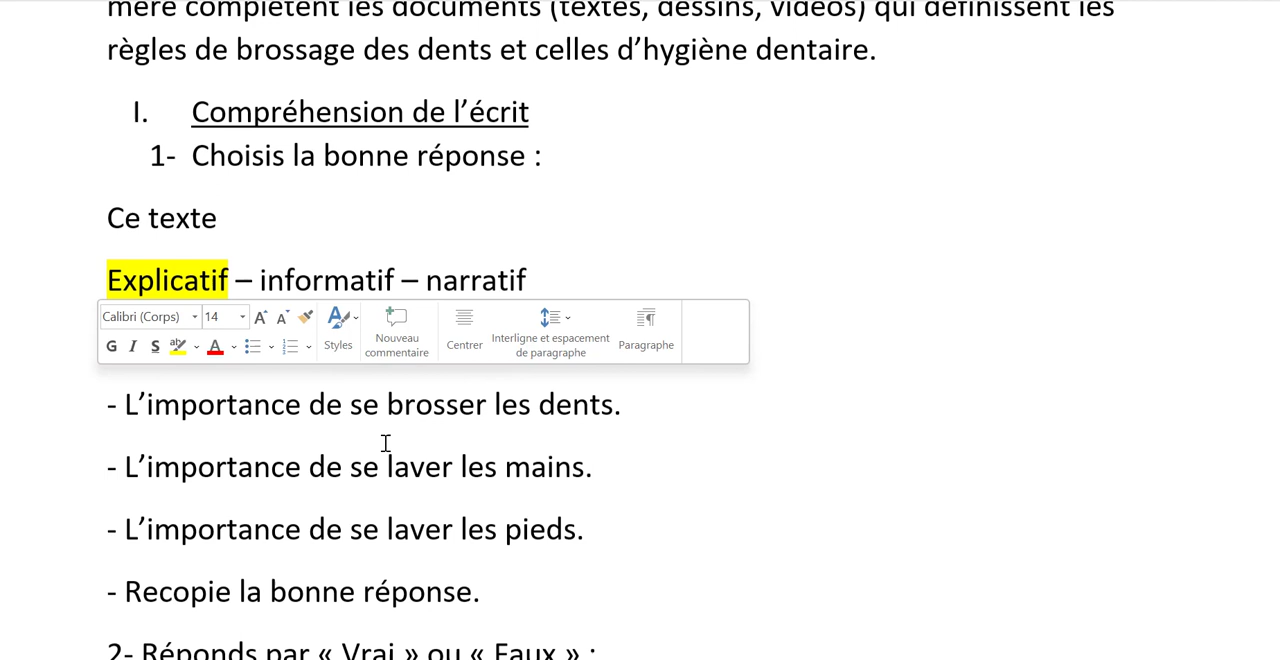 mère complètent les documents (textes, dessins, vidéos) qui définissent les
règles de brossage des dents et celles d’hygiène dentaire.
I. Compréhension de l’écrit
1- Choisis la bonne réponse :
Ce texte
Explicatif – informatif – narratif
Calibri (Corps) 14 A A A Nouveau Interligne et espacement
G I S ab A Styles commentaire Centrer de paragraphe Paragraphe
- L’importance de se brosser les dents.
- L’importance de se laver les mains.
- L’importance de se laver les pieds.
- Recopie la bonne réponse.
2- Réponds par « Vrai » ou « Faux » :